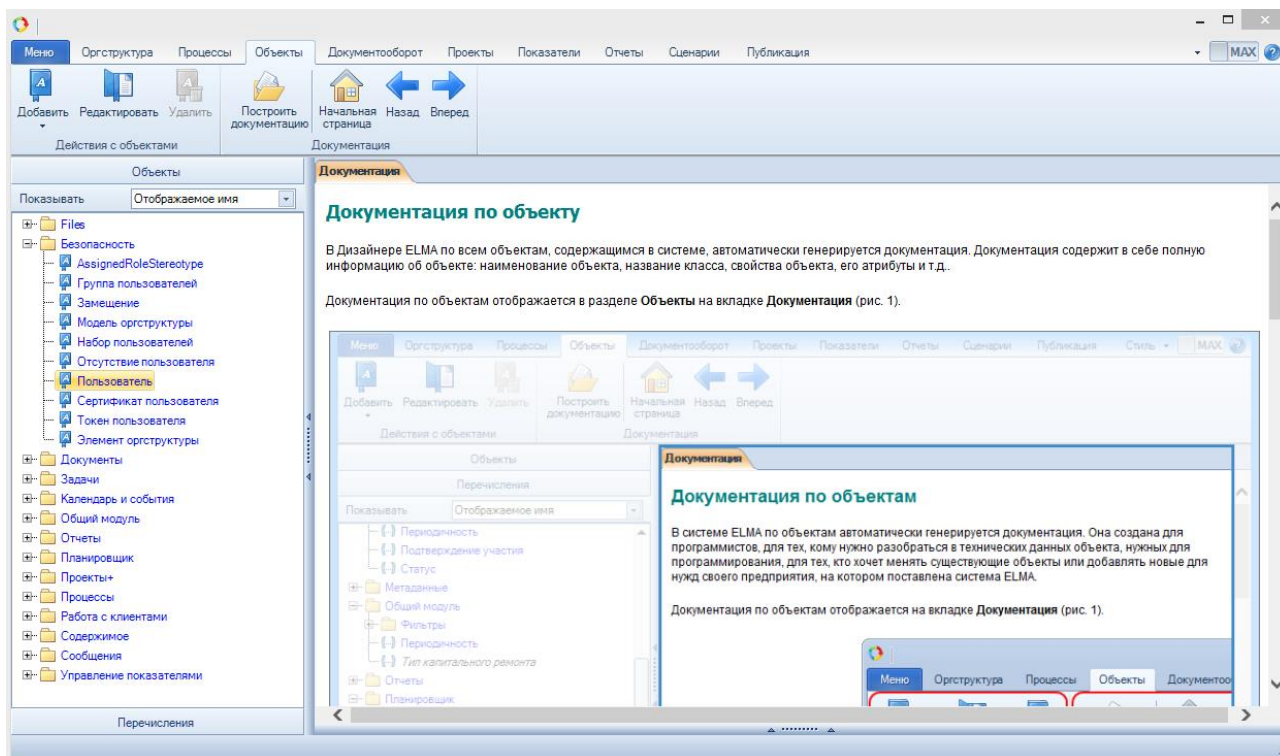 Меню Оргструктура Процессы Объекты Документооборот Проекты Показатели Отчеты Сценарии Публикация MAX
Добавить Редактировать Удалить Построить документацию Начальная страница Назад Вперед
Действия с объектами Документация
Объекты
Показывать Отображаемое имя
Files
Безопасность
AssignedRoleStereotype
Группа пользователей
Замещение
Модель оргструктуры
Набор пользователей
Отсутствие пользователя
Пользователь
Сертификат пользователя
Токен пользователя
Элемент оргструктуры
Документы
Задачи
Календарь и события
Общий модуль
Отчеты
Планировщик
Проекты+
Процессы
Работа с клиентами
Содержимое
Сообщения
Управление показателями
Перечисления
Документация
Документация по объекту
В Дизайнере ELMA по всем объектам, содержащимся в системе, автоматически генерируется документация. Документация содержит в себе полную
информацию об объекте: наименование объекта, название класса, свойства объекта, его атрибуты и т.д..
Документация по объектам отображается в разделе Объекты на вкладке Документация (рис. 1).
Меню Оргструктура Процессы Объекты Документооборот Проекты Показатели Отчеты Сценарии Публикация Стиль MAX
Добавить Редактировать Удалить Построить документацию Начальная страница Назад Вперед
Действия с объектами Документация
Объекты
Перечисления
Показывать Отображаемое имя
Периодичность
Подтверждение участия
Статус
Метаданные
Общий модуль
Фильтры
Периодичность
Тип капитального ремонта
Отчеты
Планировщик
Документация
Документация по объектам
В системе ELMA по объектам автоматически генерируется документация. Она создана для
программистов, для тех, кому нужно разобраться в технических данных объекта, нужных для
программирования, для тех, кто хочет менять существующие объекты или добавлять новые для
нужд своего предприятия, на котором поставлена система ELMA.
Документация по объектам отображается на вкладке Документация (рис. 1).
Меню Оргструктура Процессы Объекты Документоо